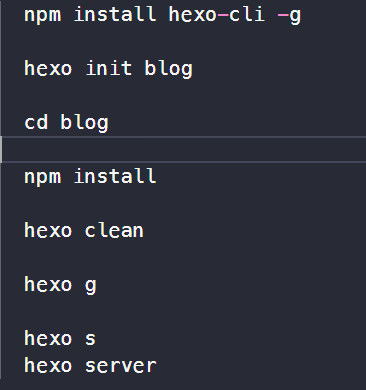 npm install hexo-cli -g
hexo init blog
cd blog
npm install
hexo clean
hexo g
hexo s
hexo server